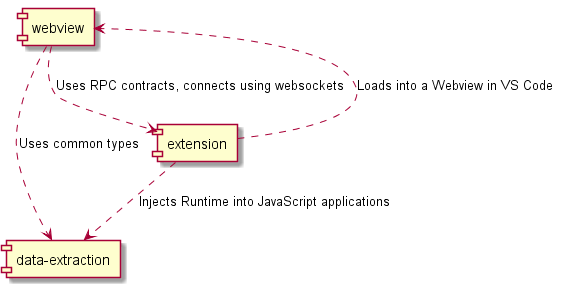 webview
Uses RPC contracts, connects using websockets
Loads into a Webview in VS Code
Uses common types
extension
Injects Runtime into JavaScript applications
data-extraction